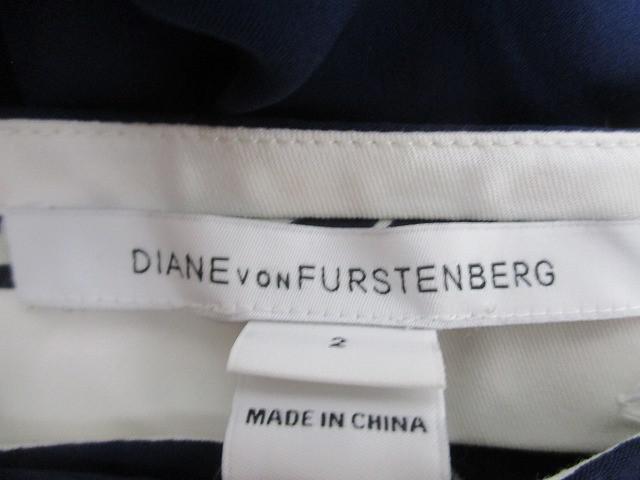 DIANE VON FURSTENBERG
2
MADE IN CHINA